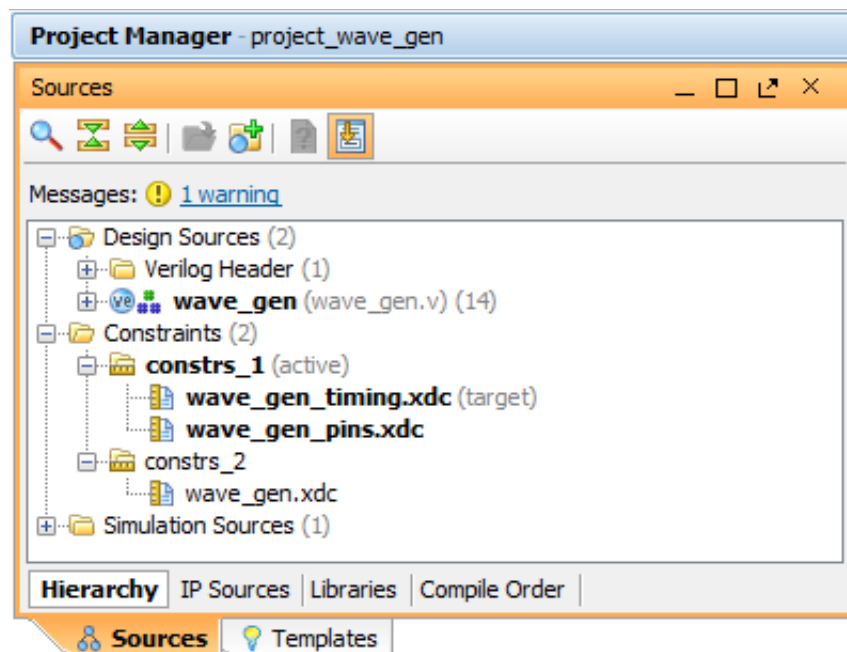 Project Manager - project_wave_gen
Sources
Messages: 1 warning
Design Sources (2)
Verilog Header (1)
wave_gen (wave_gen.v) (14)
Constraints (2)
constrs_1 (active)
wave_gen_timing.xdc (target)
wave_gen_pins.xdc
constrs_2
wave_gen.xdc
Simulation Sources (1)
Hierarchy IP Sources Libraries Compile Order
Sources Templates